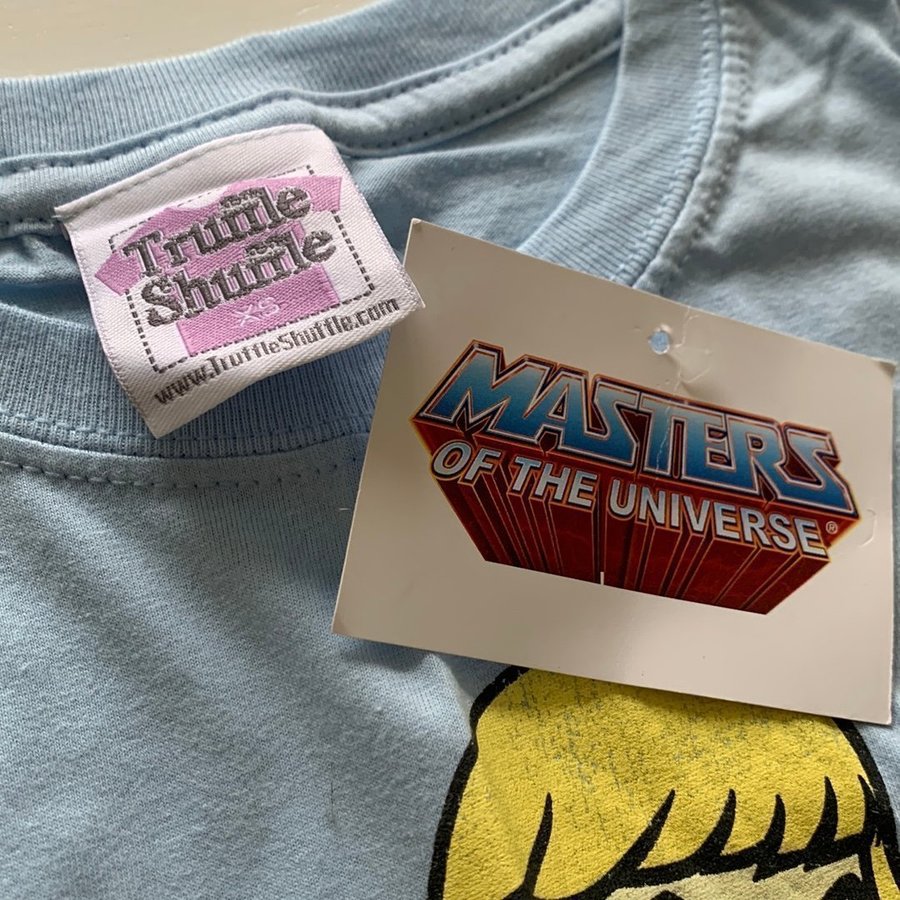 Truffle
Shuffle
XS
www.TruffleShuffle.com
MASTERS
OF THE UNIVERSE®